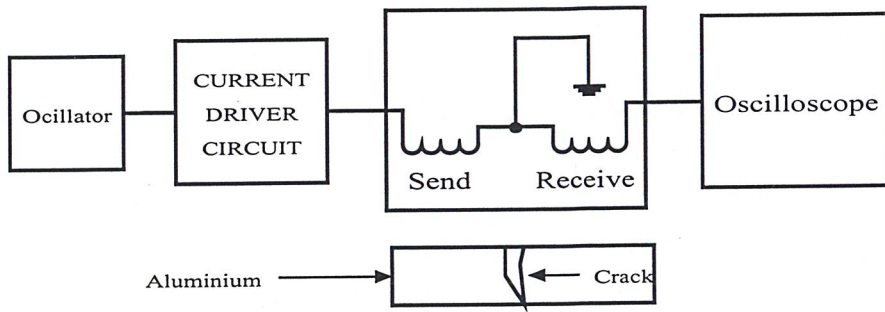 Ocillator
CURRENT
DRIVER
CIRCUIT
Send
Receive
Oscilloscope
Aluminium
Crack